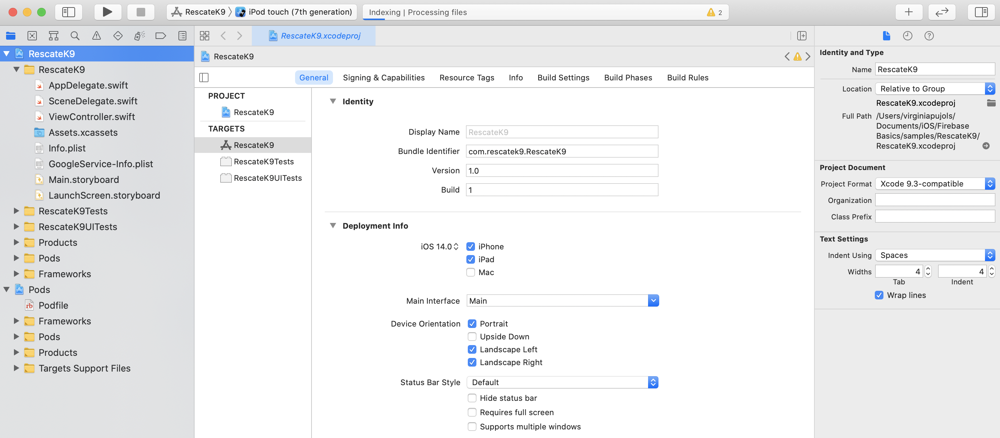 RescateK9 〉 iPod touch (7th generation)
Indexing | Processing files
2
RescateK9.xcodeproj
RescateK9
RescateK9
AppDelegate.swift
SceneDelegate.swift
ViewController.swift
Assets.xcassets
Info.plist
GoogleService-Info.plist
Main.storyboard
LaunchScreen.storyboard
RescateK9Tests
RescateK9UITests
Products
Pods
Frameworks
Pods
rb Podfile
Frameworks
Pods
Products
Targets Support Files
RescateK9
General Signing & Capabilities Resource Tags Info Build Settings Build Phases Build Rules
PROJECT
RescateK9
TARGETS
RescateK9
RescateK9Tests
RescateK9UITests
Identity
Display Name RescateK9
Bundle Identifier com.rescatek9.RescateK9
Version 1.0
Build 1
Deployment Info
iOS 14.0 iPhone
iPad
Mac
Main Interface Main
Device Orientation Portrait
Upside Down
Landscape Left
Landscape Right
Status Bar Style Default
Hide status bar
Requires full screen
Supports multiple windows
Identity and Type
Name RescateK9
Location Relative to Group
RescateK9.xcodeproj
Full Path /Users/virginiapujols/
Documents/iOS/Firebase
Basics/samples/RescateK9/
RescateK9.xcodeproj
Project Document
Project Format Xcode 9.3-compatible
Organization
Class Prefix
Text Settings
Indent Using Spaces
Widths 4 4
Tab Indent
Wrap lines